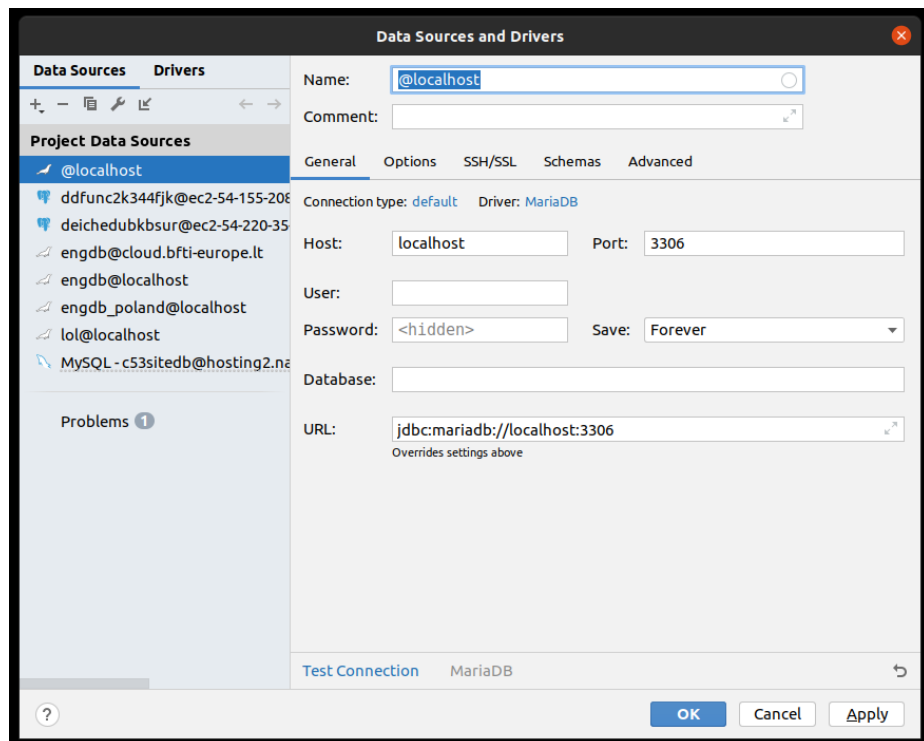 Data Sources and Drivers
Data Sources Drivers
Project Data Sources
@localhost
ddfunc2k344fjk@ec2-54-155-208
deichedubkbsur@ec2-54-220-35
engdb@cloud.bfti-europe.lt
engdb@localhost
engdb_poland@localhost
lol@localhost
MySQL - c53sitedb@hosting2.na
Problems 1
Name: @localhost
Comment:
General Options SSH/SSL Schemas Advanced
Connection type: default Driver: MariaDB
Host: localhost Port: 3306
User:
Password: <hidden> Save: Forever
Database:
URL: jdbc:mariadb://localhost:3306
Overrides settings above
Test Connection MariaDB
? OK Cancel Apply